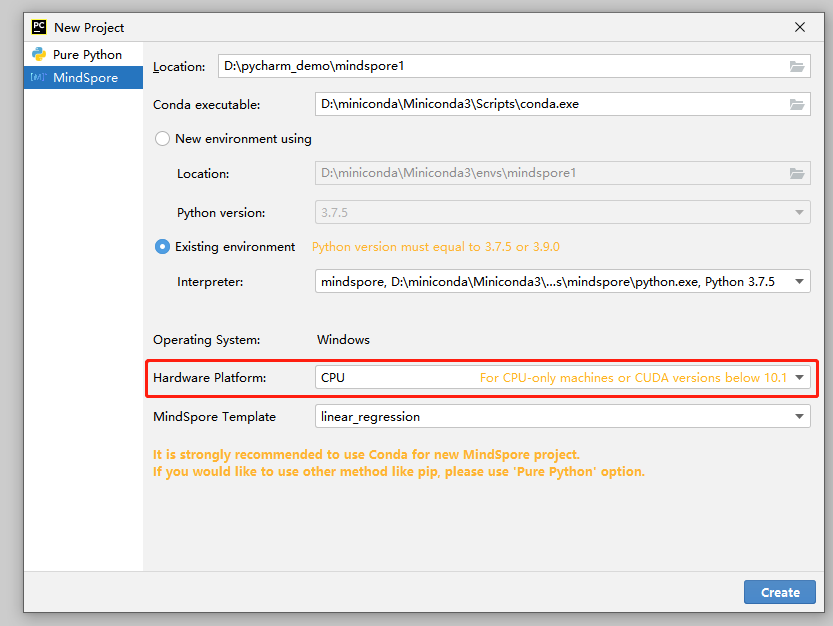 PC New Project
Pure Python
[M] MindSpore
Location: D:\pycharm_demo\mindspore1
Conda executable: D:\miniconda\Miniconda3\Scripts\conda.exe
New environment using
Location: D:\miniconda\Miniconda3\envs\mindspore1
Python version: 3.7.5
Existing environment Python version must equal to 3.7.5 or 3.9.0
Interpreter: mindspore, D:\miniconda\Miniconda3\...s\mindspore\python.exe, Python 3.7.5
Operating System: Windows
Hardware Platform: CPU For CPU-only machines or CUDA versions below 10.1
MindSpore Template linear_regression
It is strongly recommended to use Conda for new MindSpore project.
If you would like to use other method like pip, please use 'Pure Python' option.
Create